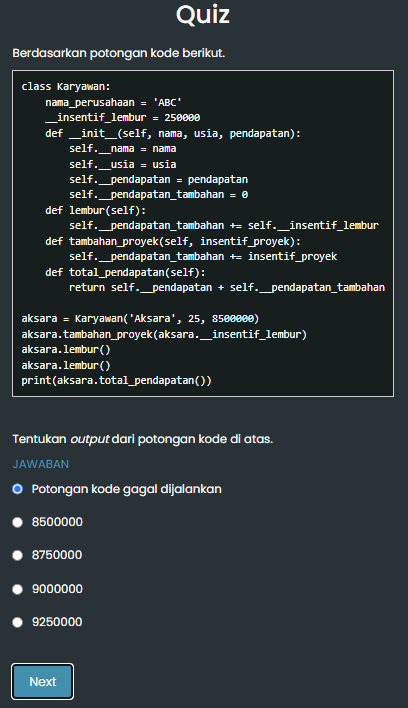 Quiz
Berdasarkan potongan kode berikut.
class Karyawan:
    nama_perusahaan = 'ABC'
    __insentif_lembur = 250000
    def __init__(self, nama, usia, pendapatan):
        self.__nama = nama
        self.__usia = usia
        self.__pendapatan = pendapatan
        self.__pendapatan_tambahan = 0
    def lembur(self):
        self.__pendapatan_tambahan += self.__insentif_lembur
    def tambahan_proyek(self, insentif_proyek):
        self.__pendapatan_tambahan += insentif_proyek
    def total_pendapatan(self):
        return self.__pendapatan + self.__pendapatan_tambahan
aksara = Karyawan('Aksara', 25, 8500000)
aksara.tambahan_proyek(aksara.__insentif_lembur)
aksara.lembur()
aksara.lembur()
print(aksara.total_pendapatan())
Tentukan output dari potongan kode di atas.
JAWABAN
Potongan kode gagal dijalankan
8500000
8750000
9000000
9250000
Next